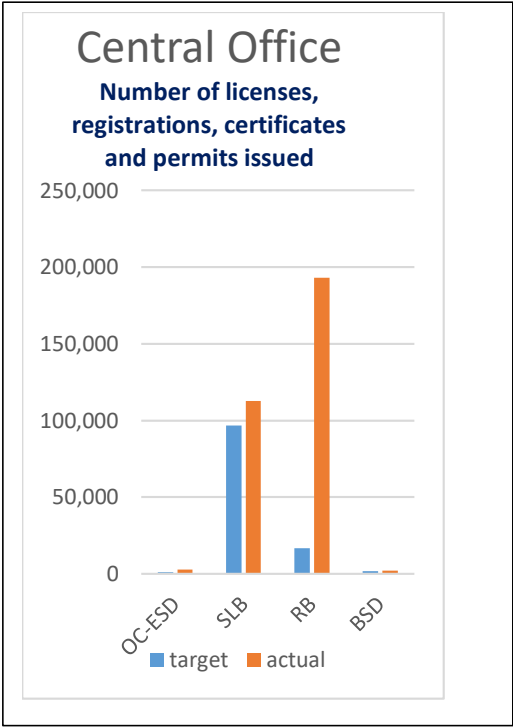 Central Office
Number of licenses,
registrations, certificates
and permits issued
250,000
200,000
150,000
100,000
50,000
0
OC-ESD
SLB
RB
BSD
target
actual